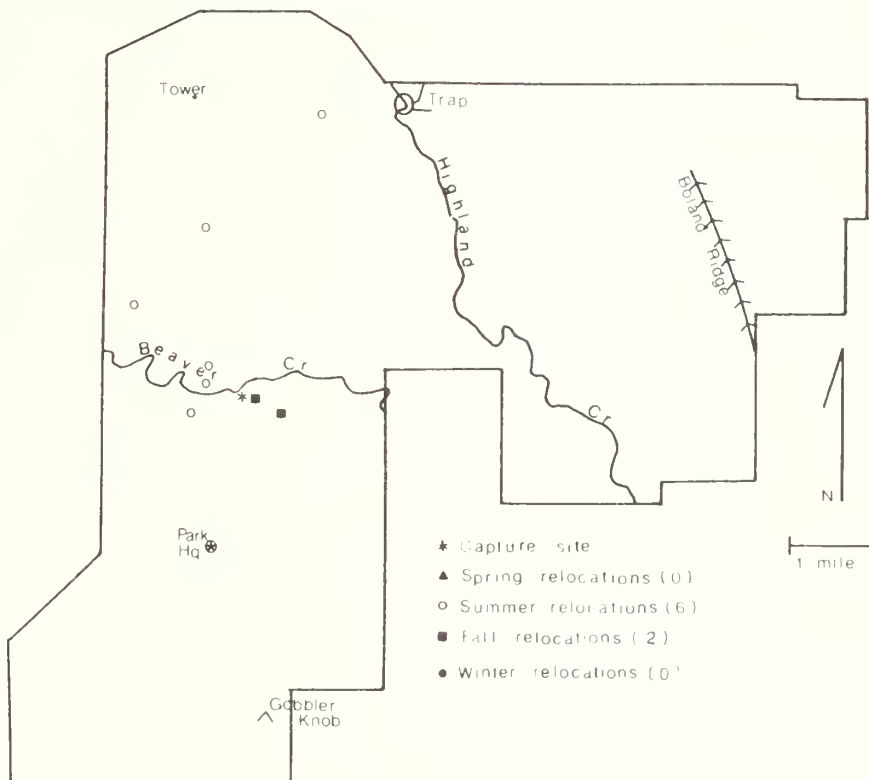 Tower
Trap
Highland
Boland Ridge
Beaver Cr
Cr
N
1 mile
Park
Hq
Capture site
Spring relocations (0)
Summer relocations (6)
Fall relocations (2)
Winter relocations (0)
Gobbler
Knob